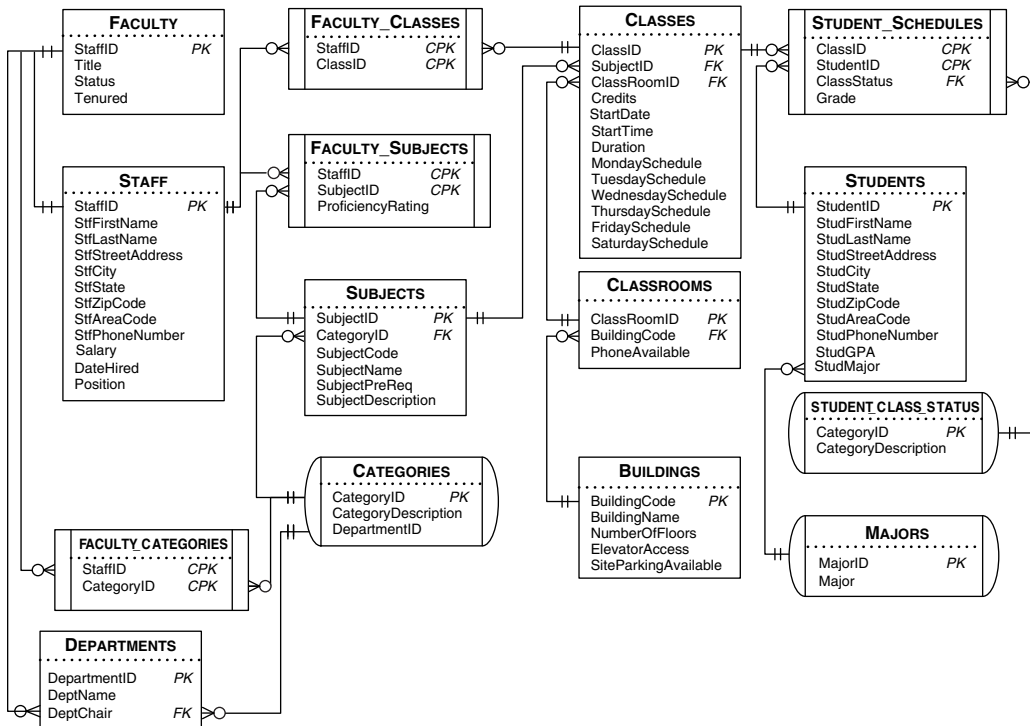 FACULTY
StaffID PK
Title
Status
Tenured
FACULTY_CLASSES
StaffID CPK
ClassID CPK
CLASSES
ClassID PK
SubjectID FK
ClassRoomID FK
Credits
StartDate
StartTime
Duration
MondaySchedule
TuesdaySchedule
WednesdaySchedule
ThursdaySchedule
FridaySchedule
SaturdaySchedule
STUDENT_SCHEDULES
ClassID CPK
StudentID CPK
ClassStatus FK
Grade
STAFF
StaffID PK
StfFirstName
StfLastName
StfStreetAddress
StfCity
StfState
StfZipCode
StfAreaCode
StfPhoneNumber
Salary
DateHired
Position
FACULTY_SUBJECTS
StaffID CPK
SubjectID CPK
ProficiencyRating
STUDENTS
StudentID PK
StudFirstName
StudLastName
StudStreetAddress
StudCity
StudState
StudZipCode
StudAreaCode
StudPhoneNumber
StudGPA
StudMajor
SUBJECTS
SubjectID PK
CategoryID FK
SubjectCode
SubjectName
SubjectPreReq
SubjectDescription
CLASSROOMS
ClassRoomID PK
BuildingCode FK
PhoneAvailable
STUDENT_CLASS_STATUS
CategoryID PK
CategoryDescription
CATEGORIES
CategoryID PK
CategoryDescription
DepartmentID
BUILDINGS
BuildingCode PK
BuildingName
NumberOfFloors
ElevatorAccess
SiteParkingAvailable
MAJORS
MajorID PK
Major
FACULTY_CATEGORIES
StaffID CPK
CategoryID CPK
DEPARTMENTS
DepartmentID PK
DeptName
DeptChair FK